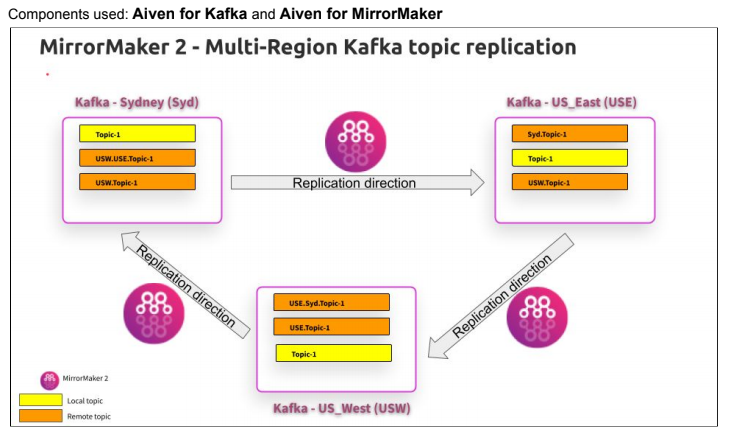 Components used: Aiven for Kafka and Aiven for MirrorMaker
MirrorMaker 2 - Multi-Region Kafka topic replication
Kafka - Sydney (Syd)
Topic-1
USW.USE.Topic-1
USW.Topic-1
Replication direction
Kafka - US_East (USE)
Syd.Topic-1
Topic-1
USW.Topic-1
Replication direction
Replication direction
USE.Syd.Topic-1
USE.Topic-1
Topic-1
Kafka - US_West (USW)
MirrorMaker 2
Local topic
Remote topic